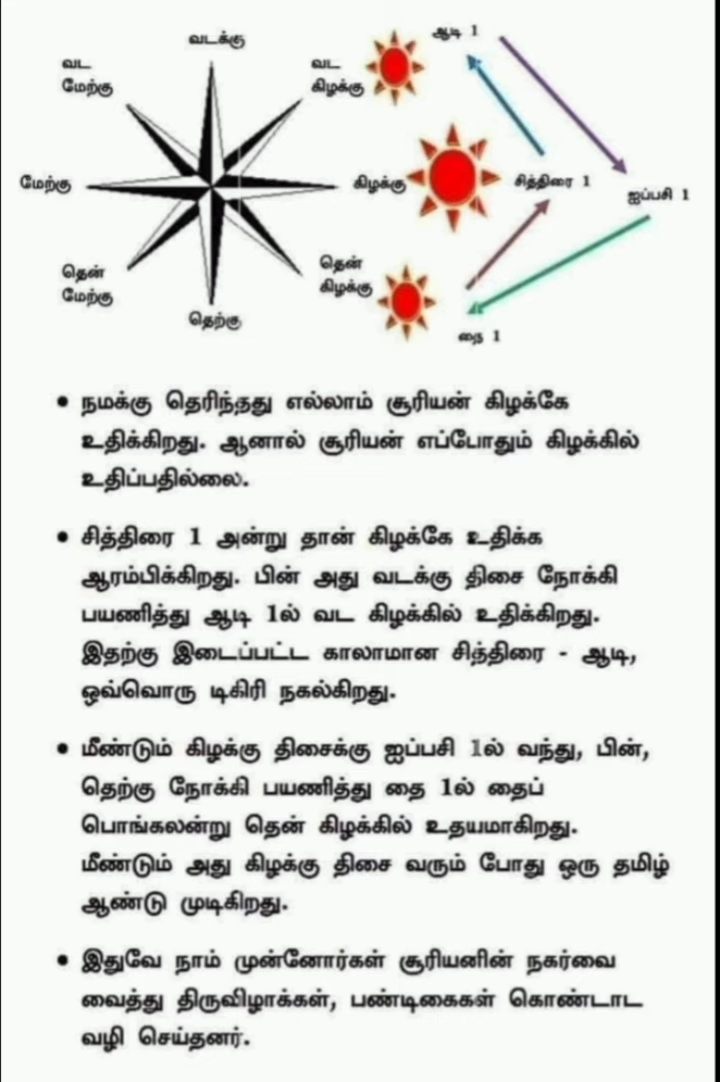 வடக்கு
ஆடி 1
வட
மேற்கு
வட
கிழக்கு
மேற்கு
கிழக்கு
சித்திரை 1
ஐப்பசி 1
தென்
மேற்கு
தென்
கிழக்கு
தெற்கு
தை 1
• நமக்கு தெரிந்தது எல்லாம் சூரியன் கிழக்கே
உதிக்கிறது. ஆனால் சூரியன் எப்போதும் கிழக்கில்
உதிப்பதில்லை.
• சித்திரை 1 அன்று தான் கிழக்கே உதிக்க
ஆரம்பிக்கிறது. பின் அது வடக்கு திசை நோக்கி
பயணித்து ஆடி 1ல் வட கிழக்கில் உதிக்கிறது.
இதற்கு இடைப்பட்ட காலாமான சித்திரை - ஆடி,
ஒவ்வொரு டிகிரி நகல்கிறது.
• மீண்டும் கிழக்கு திசைக்கு ஐப்பசி 1ல் வந்து, பின்,
தெற்கு நோக்கி பயணித்து தை 1ல் தைப்
பொங்கலன்று தென் கிழக்கில் உதயமாகிறது.
மீண்டும் அது கிழக்கு திசை வரும் போது ஒரு தமிழ்
ஆண்டு முடிகிறது.
• இதுவே நாம் முன்னோர்கள் சூரியனின் நகர்வை
வைத்து திருவிழாக்கள், பண்டிகைகள் கொண்டாட
வழி செய்தனர்.